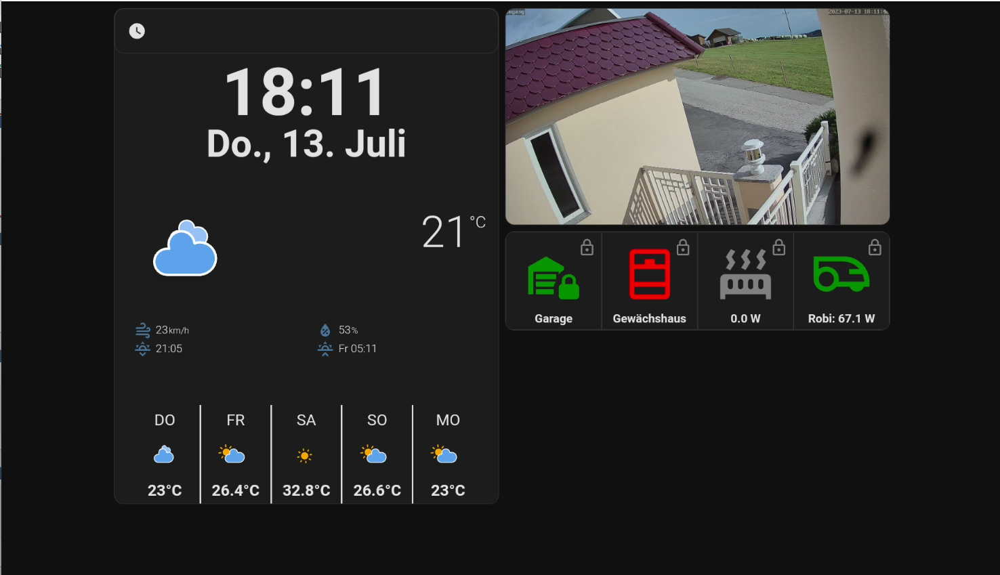 18:11
Do., 13. Juli
21°C
23km/h
53%
21:05
Fr 05:11
DO
FR
SA
SO
MO
23°C
26.4°C
32.8°C
26.6°C
23°C
2023-07-13 18:11:4
Garage
Gewächshaus
0.0 W
Robi: 67.1 W